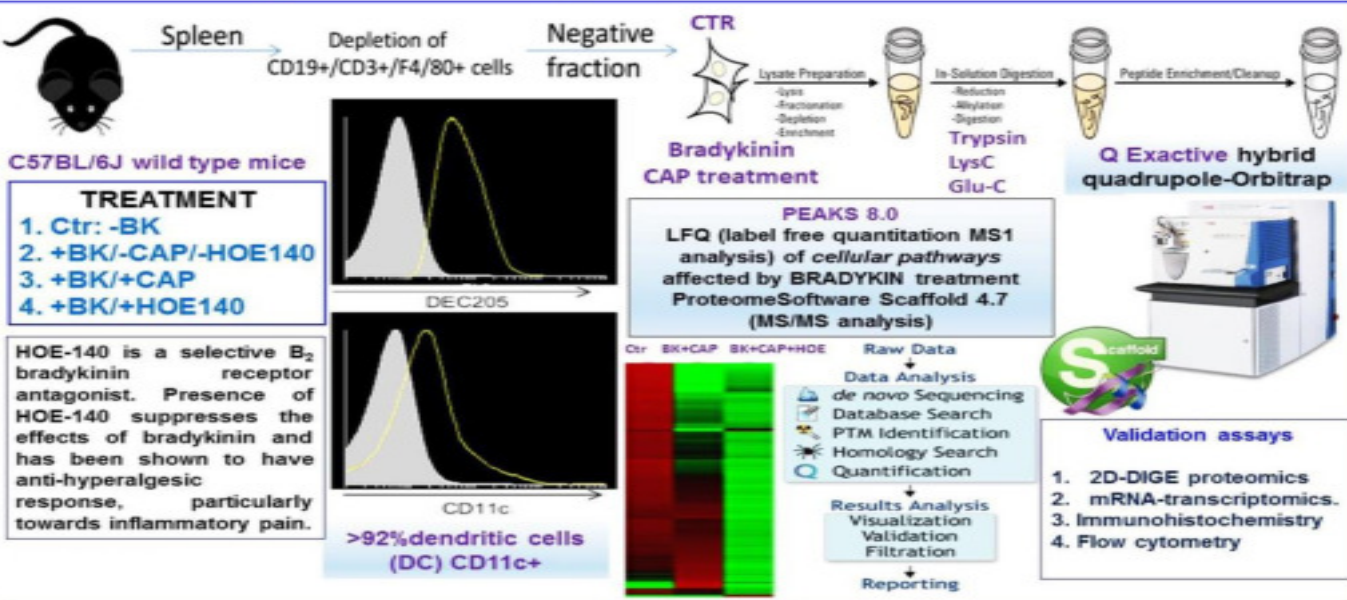 Spleen
Depletion of
CD19+/CD3+/F4/80+ cells
Negative
fraction
CTR
Lysate Preparation
-Lysis
-Fractionation
-Depletion
-Enrichment
In-Solution Digestion
-Reduction
-Alkylation
-Digestion
Peptide Enrichment/Cleanup
Bradykinin
CAP treatment
Trypsin
LysC
Glu-C
Q Exactive hybrid
quadrupole-Orbitrap
C57BL/6J wild type mice
TREATMENT
1. Ctr: -BK
2. +BK/-CAP/-HOE140
3. +BK/+CAP
4. +BK/+HOE140
HOE-140 is a selective B₂
bradykinin receptor
antagonist. Presence of
HOE-140 suppresses the
effects of bradykinin and
has been shown to have
anti-hyperalgesic
response, particularly
towards inflammatory pain.
DEC205
CD11c
>92%dendritic cells
(DC) CD11c+
PEAKS 8.0
LFQ (label free quantitation MS1
analysis) of cellular pathways
affected by BRADYKIN treatment
ProteomeSoftware Scaffold 4.7
(MS/MS analysis)
Ctr BK+CAP BK+CAP+HOE
Raw Data
Data Analysis
de novo Sequencing
Database Search
PTM Identification
Homology Search
Quantification
Results Analysis
Visualization
Validation
Filtration
Reporting
Scaffold
Validation assays
1. 2D-DIGE proteomics
2. mRNA-transcriptomics.
3. Immunohistochemistry
4. Flow cytometry